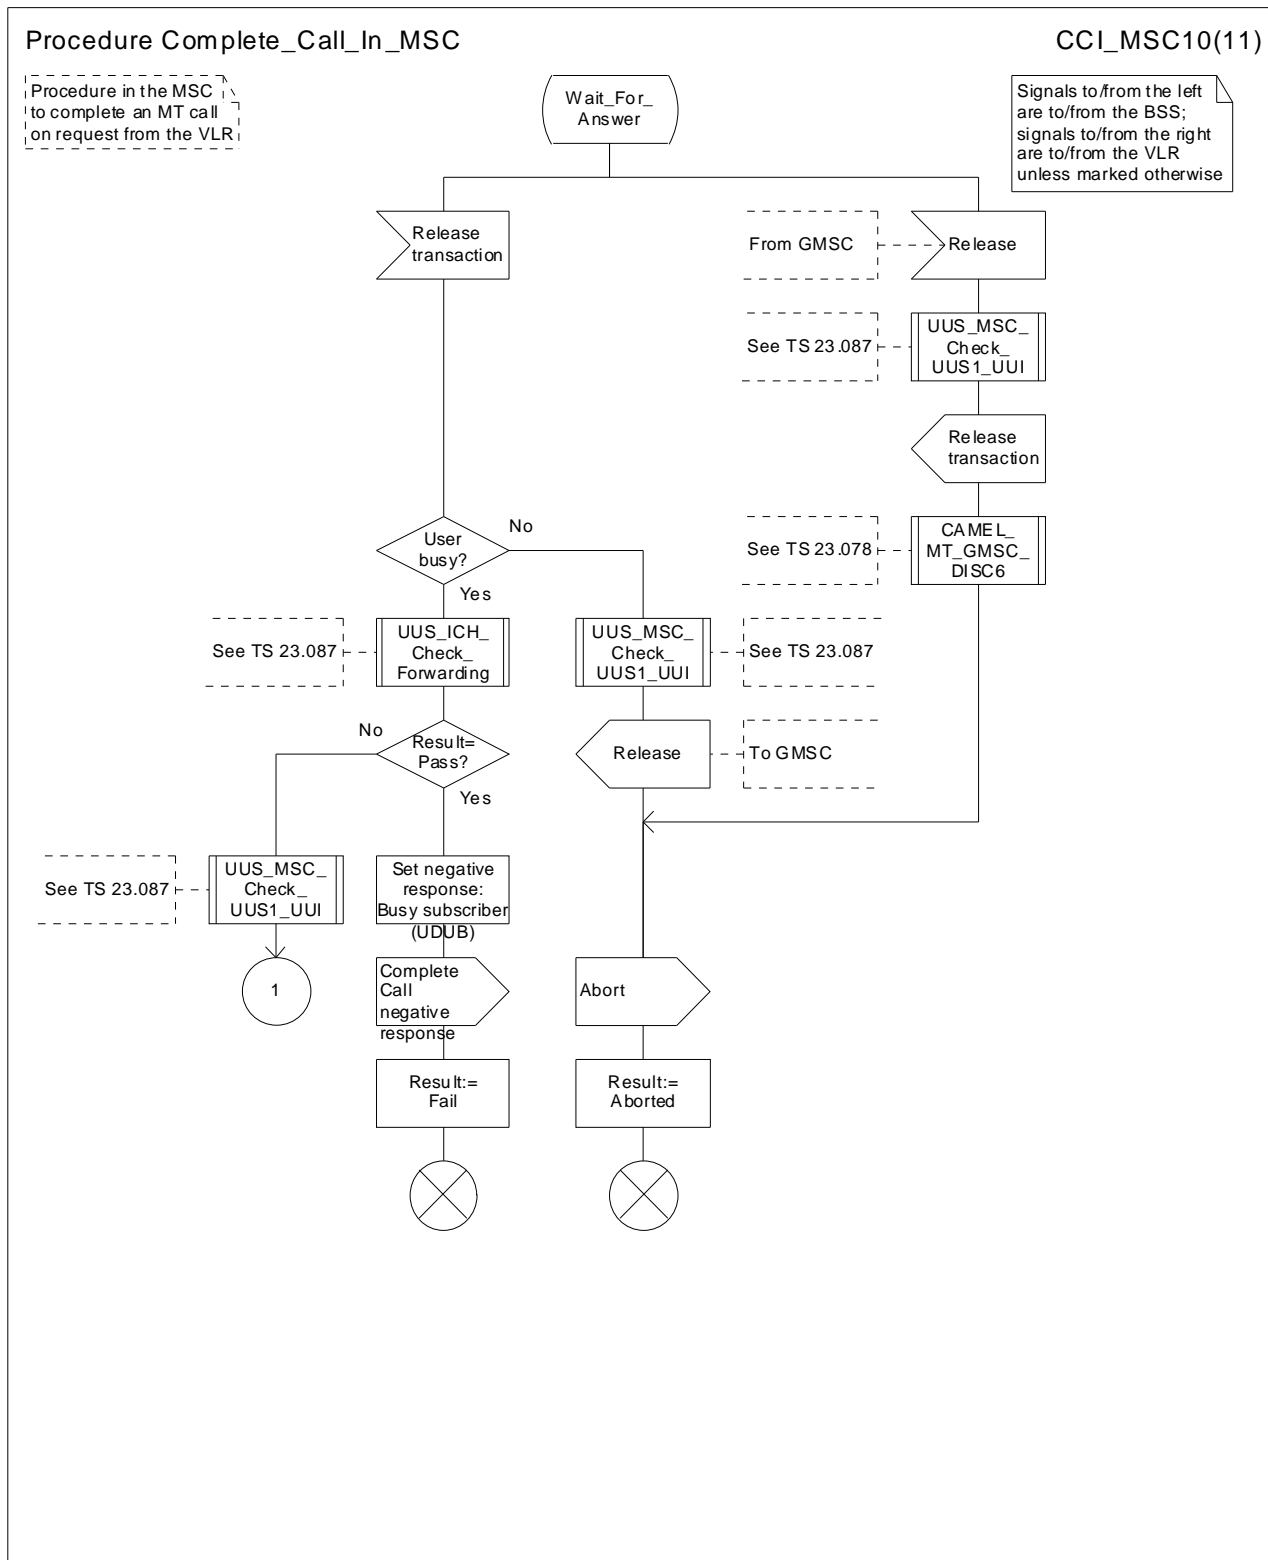 Procedure Complete_Call_In_MSC
CCI_MSC10(11)
Procedure in the MSC
to complete an MT call
on request from the VLR
Wait_For_
Answer
Signals to/from the left
are to/from the BSS;
signals to/from the right
are to/from the VLR
unless marked otherwise
Release
transaction
From GMSC
Release
See TS 23.087
UUS_MSC_
Check_
UUS1_UUI
Release
transaction
User
busy?
No
Yes
See TS 23.078
CAMEL_
MT_GMSC_
DISC6
See TS 23.087
UUS_ICH_
Check_
Forwarding
UUS_MSC_
Check_
UUS1_UUI
See TS 23.087
No
Result=
Pass?
Yes
Release
To GMSC
See TS 23.087
UUS_MSC_
Check_
UUS1_UUI
Set negative
response:
Busy subscriber
(UDUB)
1
Complete
Call
negative
response
Abort
Result:=
Fail
Result:=
Aborted